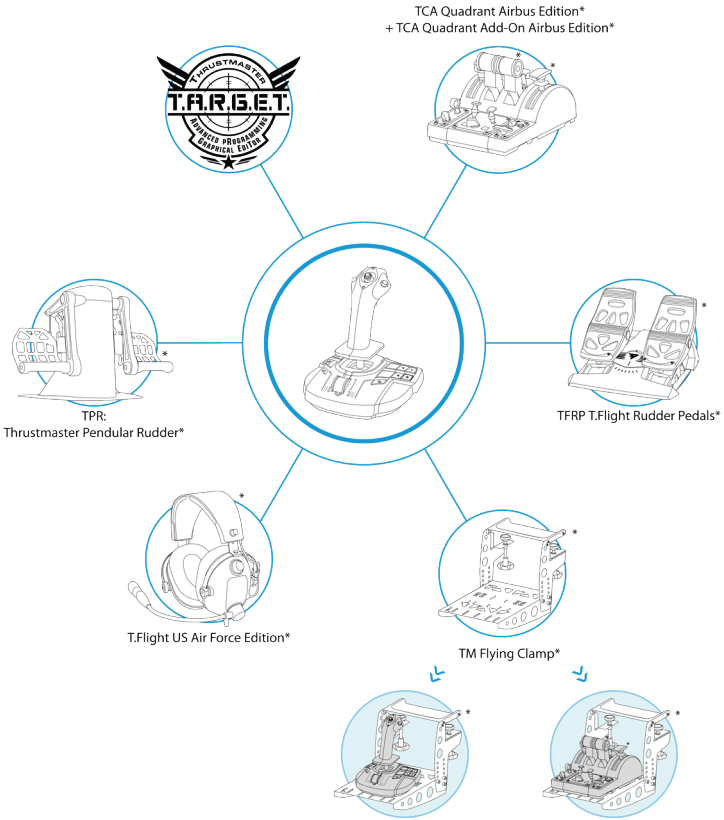 TCA Quadrant Airbus Edition*
+ TCA Quadrant Add-On Airbus Edition*
* *
THRUSTMASTER
T.A.R.G.E.T.
ADVANCED PROGRAMMING
GRAPHICAL EDITOR
*
*
TPR:
Thrustmaster Pendular Rudder*
TFRP T.Flight Rudder Pedals*
*
*
T.Flight US Air Force Edition*
TM Flying Clamp*
*
*